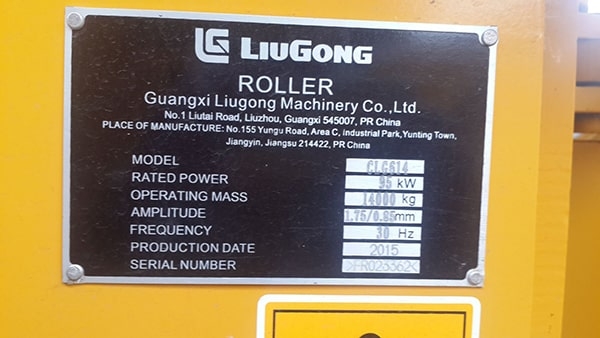 LIUGONG
ROLLER
Guangxi Liugong Machinery Co.,Ltd.
No.1 Liutai Road, Liuzhou, Guangxi 545007, PR China
PLACE OF MANUFACTURE: No.155 Yungu Road, Area C, industrial Park, Yunting Town,
Jiangyin, Jiangsu 214422, PR China
MODEL CLG614
RATED POWER 95 kW
OPERATING MASS 14000 kg
AMPLITUDE 1.75/0.85mm
FREQUENCY 30 Hz
PRODUCTION DATE 2015
SERIAL NUMBER